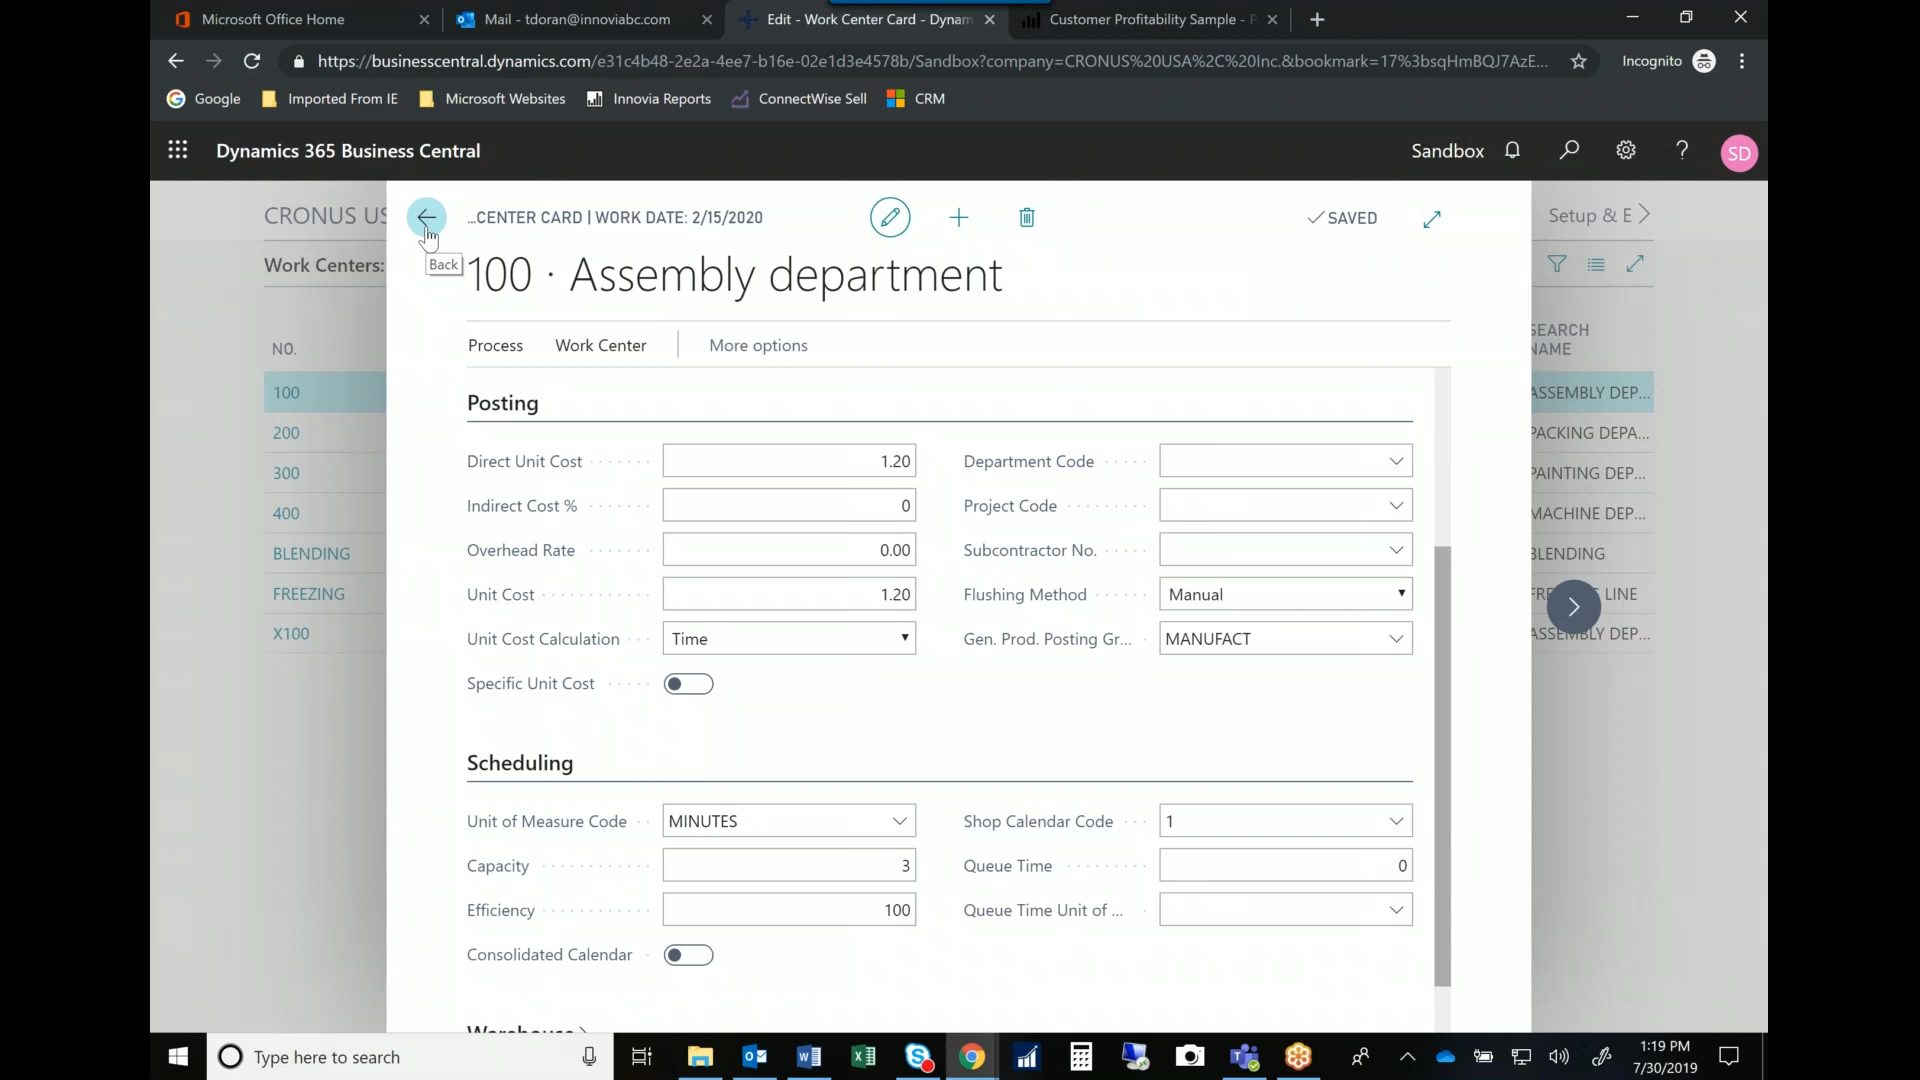 Microsoft Office Home
Mail - tdoran@innoviabc.com
Edit - Work Center Card - Dynam
Customer Profitability Sample - P
https://businesscentral.dynamics.com/e31c4b48-2e2a-4ee7-b16e-02e1d3e4578b/Sandbox?company=CRONUS%20USA%2C%20Inc.&bookmark=17%3bsqHmBQJ7AzE...
Incognito
Google
Imported From IE
Microsoft Websites
Innovia Reports
ConnectWise Sell
CRM
Dynamics 365 Business Central
Sandbox
SD
CRONUS US
...CENTER CARD | WORK DATE: 2/15/2020
SAVED
Setup & E
Work Centers:
Back
100 · Assembly department
Process
Work Center
More options
NO.
SEARCH
NAME
100
ASSEMBLY DEP...
200
PACKING DEPA...
300
PAINTING DEP...
400
MACHINE DEP...
BLENDING
BLENDING
FREEZING
LINE
X100
ASSEMBLY DEP...
Posting
Direct Unit Cost
1.20
Department Code
Indirect Cost %
0
Project Code
Overhead Rate
0.00
Subcontractor No.
Unit Cost
1.20
Flushing Method
Manual
Unit Cost Calculation
Time
Gen. Prod. Posting Gr...
MANUFACT
Specific Unit Cost
Scheduling
Unit of Measure Code
MINUTES
Shop Calendar Code
1
Capacity
3
Queue Time
0
Efficiency
100
Queue Time Unit of ...
Consolidated Calendar
Warehouse
Type here to search
1:19 PM
7/30/2019